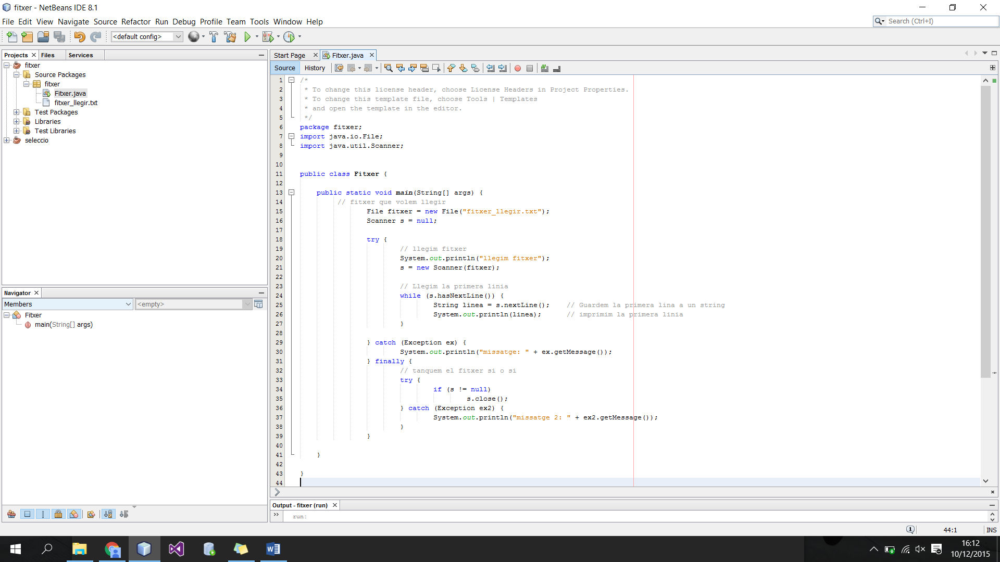 fitxer - NetBeans IDE 8.1
File Edit View Navigate Source Refactor Run Debug Profile Team Tools Window Help
Search (Ctrl+I)
<default config>
Projects Files Services
fitxer
Source Packages
fitxer
Fitxer.java
fitxer_llegir.txt
Test Packages
Libraries
Test Libraries
seleccio
Navigator
Members <empty>
Fitxer
main(String[] args)
Start Page Fitxer.java
Source History
1 /*
2 * To change this license header, choose License Headers in Project Properties.
3 * To change this template file, choose Tools | Templates
4 * and open the template in the editor.
5 */
6 package fitxer;
7 import java.io.File;
8 import java.util.Scanner;
9
10
11 public class Fitxer {
12
13 public static void main(String[] args) {
14 // fitxer que volem llegir
15 File fitxer = new File("fitxer_llegir.txt");
16 Scanner s = null;
17
18 try {
19 // llegim fitxer
20 System.out.println("llegim fitxer");
21 s = new Scanner(fitxer);
22
23 // Llegim la primera linia
24 while (s.hasNextLine()) {
25 String linea = s.nextLine(); // Guardem la primera lina a un string
26 System.out.println(linea); // imprimim la primera linia
27 }
28
29 } catch (Exception ex) {
30 System.out.println("missatge: " + ex.getMessage());
31 } finally {
32 // tanquem el fitxer si o si
33 try {
34 if (s != null)
35 s.close();
36 } catch (Exception ex2) {
37 System.out.println("missatge 2: " + ex2.getMessage());
38 }
39 }
40
41 }
42
43 }
44
Output - fitxer (run)
run:
44:1 INS
16:12
10/12/2015